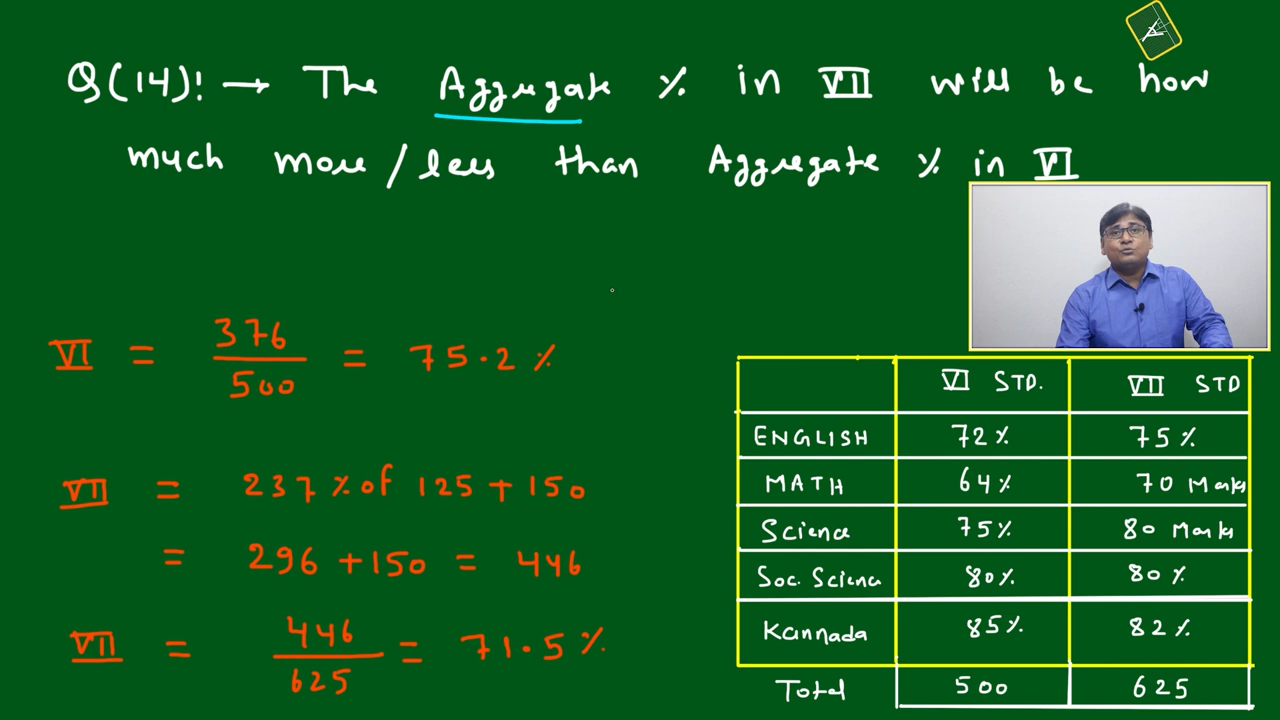 Q(14)!→ The Aggregate % in VII will be how
much more/less than Aggregate % in VI
VI = 376/500 = 75.2 %
VII = 237 % of 125 + 150
= 296 + 150 = 446
VII = 446/625 = 71.5 %
VI STD. VII STD
ENGLISH 72% 75%
MATH 64% 70 Marks
Science 75% 80 Marks
Soc. Scienc 80% 80%
Kannada 85% 82%
Total 500 625